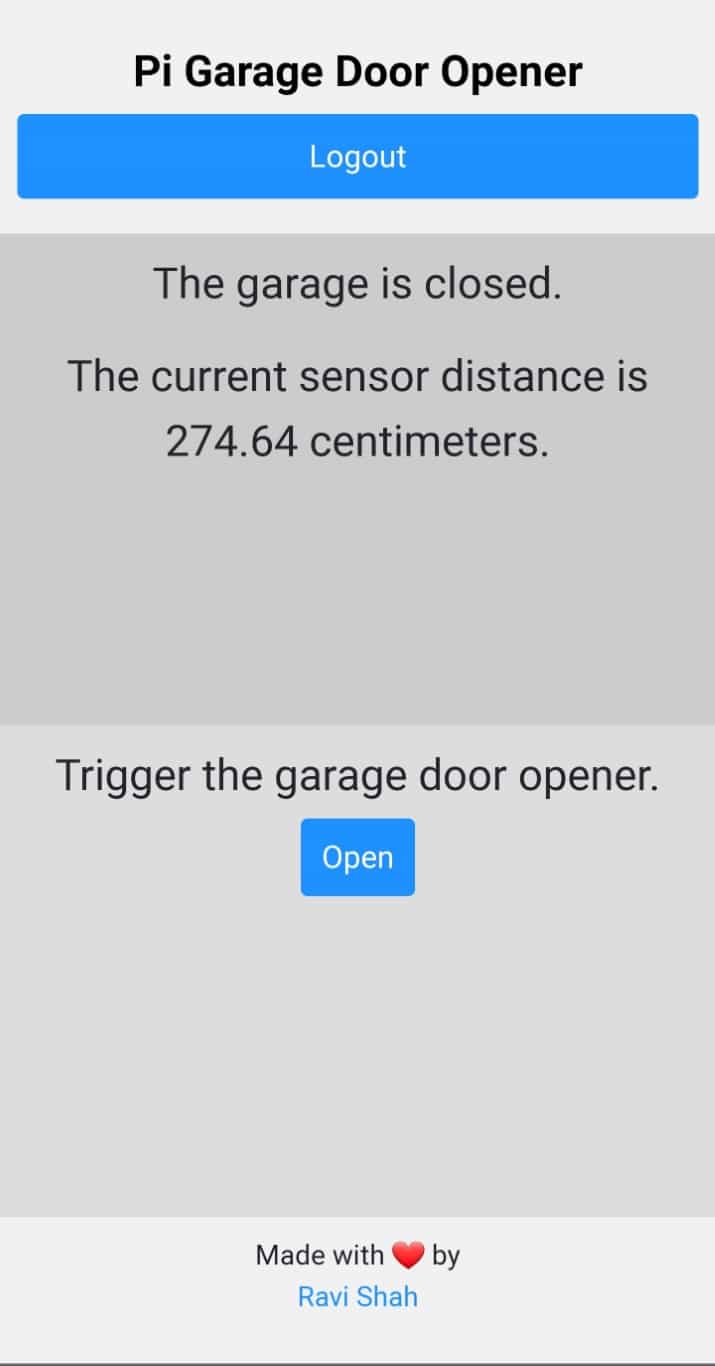 Pi Garage Door Opener
Logout
The garage is closed.
The current sensor distance is
274.64 centimeters.
Trigger the garage door opener.
Open
Made with ❤️ by
Ravi Shah